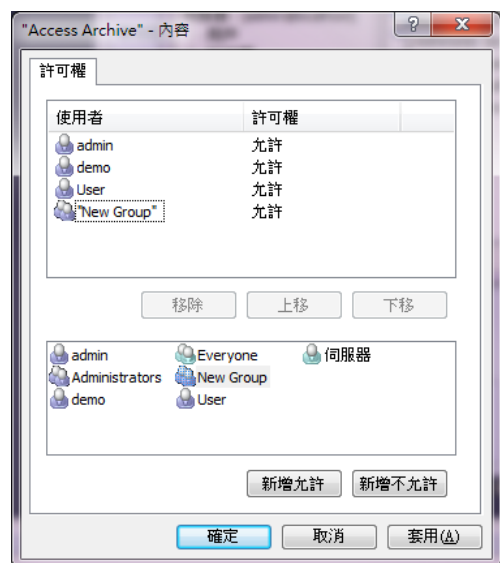 "Access Archive" - 內容
許可權
使用者 許可權
admin 允許
demo 允許
User 允許
"New Group" 允許
移除 上移 下移
admin Everyone 伺服器
Administrators New Group
demo User
新增允許 新增不允許
確定 取消 套用(A)